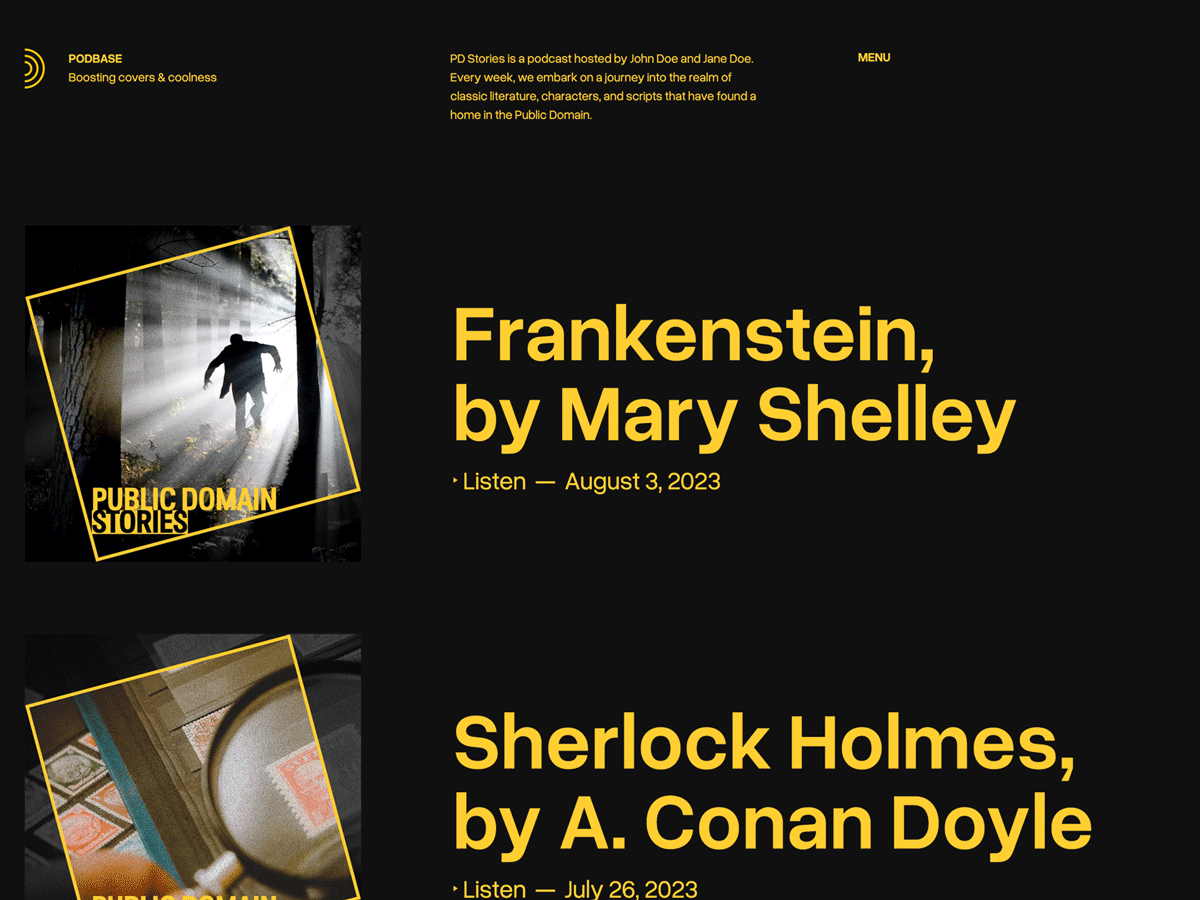 PODBASE
Boosting covers & coolness
PD Stories is a podcast hosted by John Doe and Jane Doe.
Every week, we embark on a journey into the realm of
classic literature, characters, and scripts that have found a
home in the Public Domain.
MENU
PUBLIC DOMAIN
STORIES
Frankenstein,
by Mary Shelley
Listen — August 3, 2023
PUBLIC DOMAIN
Sherlock Holmes,
by A. Conan Doyle
Listen — July 26, 2023